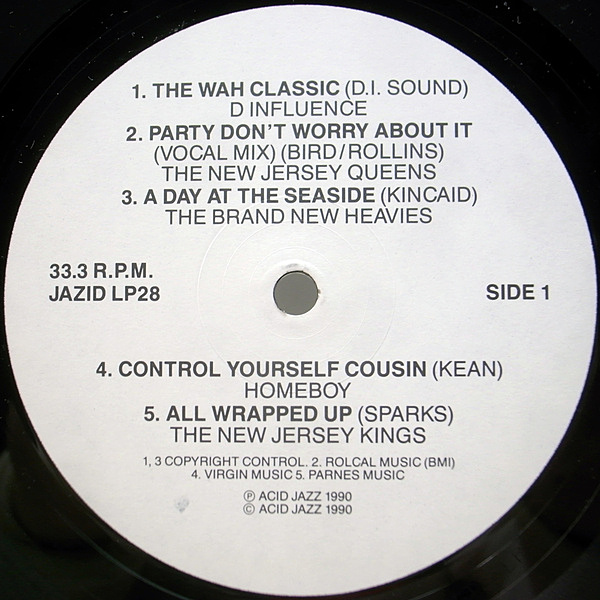 1. THE WAH CLASSIC (D.I. SOUND)
D INFLUENCE
2. PARTY DON'T WORRY ABOUT IT
(VOCAL MIX) (BIRD/ROLLINS)
THE NEW JERSEY QUEENS
3. A DAY AT THE SEASIDE (KINCAID)
THE BRAND NEW HEAVIES
33.3 R.P.M.
JAZID LP28
SIDE 1
4. CONTROL YOURSELF COUSIN (KEAN)
HOMEBOY
5. ALL WRAPPED UP (SPARKS)
THE NEW JERSEY KINGS
1, 3 COPYRIGHT CONTROL. 2. ROLCAL MUSIC (BMI)
4. VIRGIN MUSIC 5. PARNES MUSIC
℗ ACID JAZZ 1990
© ACID JAZZ 1990